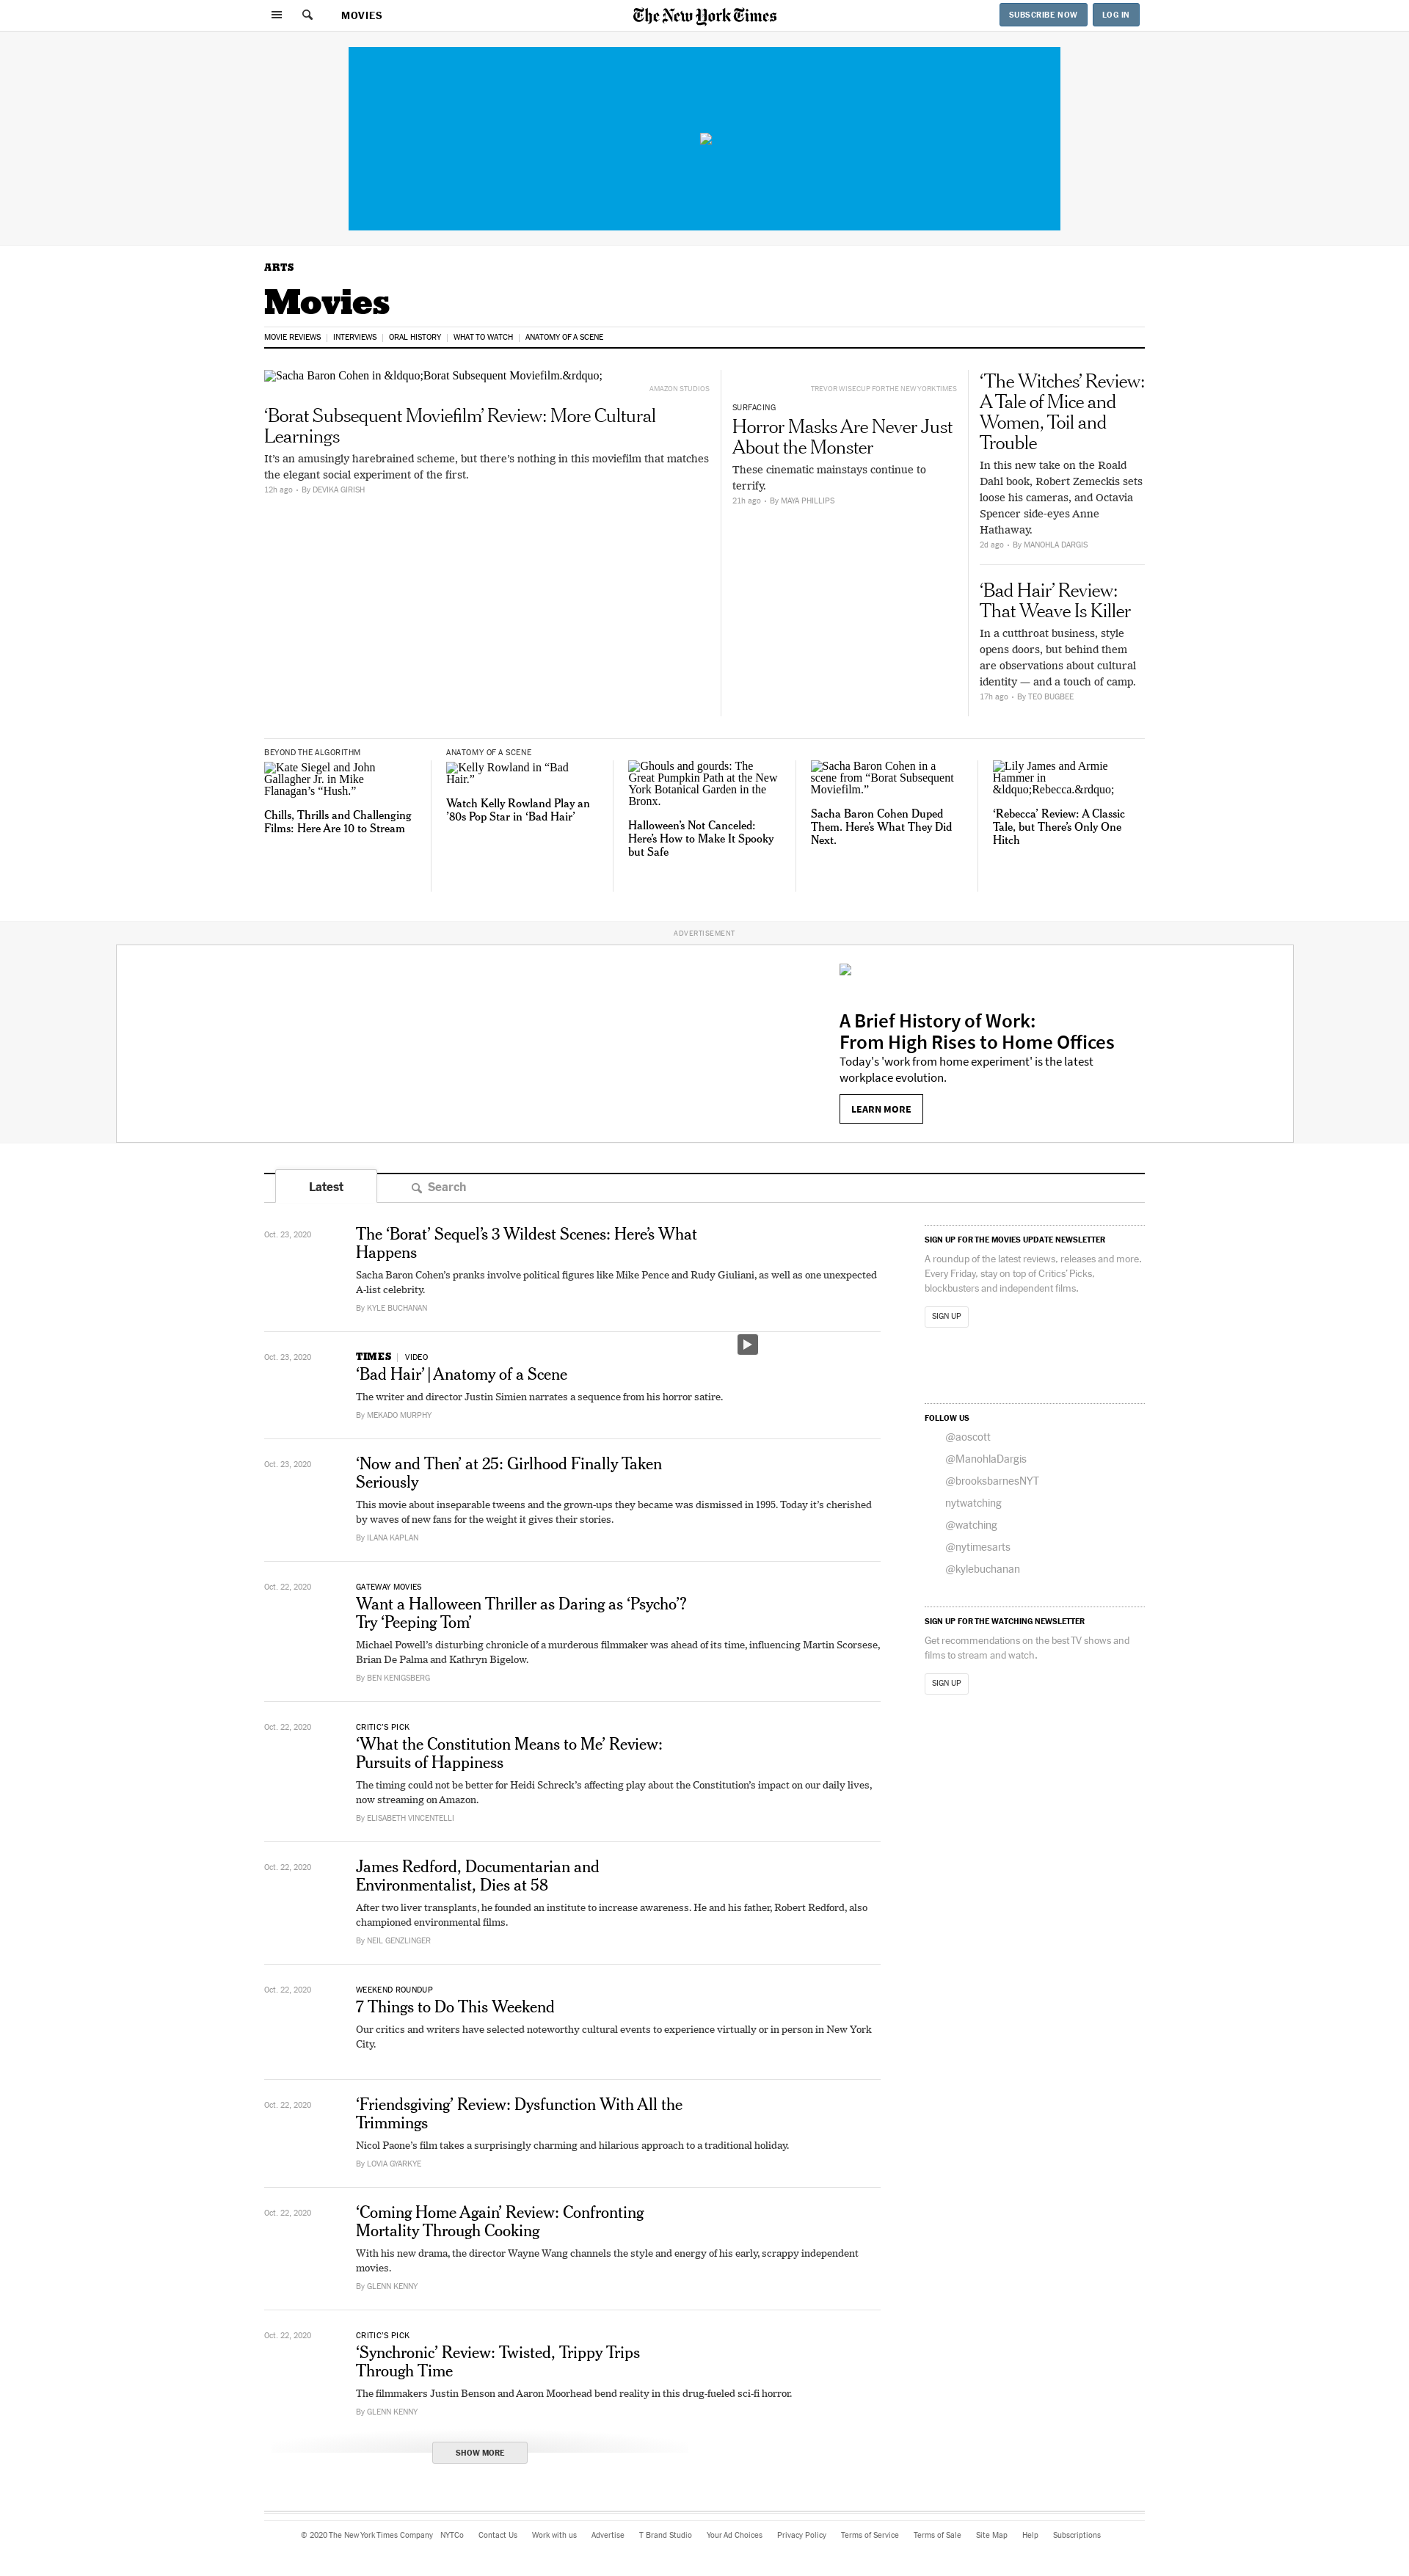 MOVIES
The New York Times
SUBSCRIBE NOW
LOG IN
ARTS
Movies
MOVIE REVIEWS | INTERVIEWS | ORAL HISTORY | WHAT TO WATCH | ANATOMY OF A SCENE
Sacha Baron Cohen in &ldquo;Borat Subsequent Moviefilm.&rdquo;
AMAZON STUDIOS
‘Borat Subsequent Moviefilm’ Review: More Cultural
Learnings
It’s an amusingly harebrained scheme, but there’s nothing in this moviefilm that matches
the elegant social experiment of the first.
12h ago • By DEVIKA GIRISH
TREVOR WISECUP FOR THE NEW YORK TIMES
SURFACING
Horror Masks Are Never Just
About the Monster
These cinematic mainstays continue to
terrify.
21h ago • By MAYA PHILLIPS
‘The Witches’ Review:
A Tale of Mice and
Women, Toil and
Trouble
In this new take on the Roald
Dahl book, Robert Zemeckis sets
loose his cameras, and Octavia
Spencer side-eyes Anne
Hathaway.
2d ago • By MANOHLA DARGIS
‘Bad Hair’ Review:
That Weave Is Killer
In a cutthroat business, style
opens doors, but behind them
are observations about cultural
identity — and a touch of camp.
17h ago • By TEO BUGBEE
BEYOND THE ALGORITHM
Kate Siegel and John
Gallagher Jr. in Mike
Flanagan’s “Hush.”
Chills, Thrills and Challenging
Films: Here Are 10 to Stream
ANATOMY OF A SCENE
Kelly Rowland in “Bad
Hair.”
Watch Kelly Rowland Play an
’80s Pop Star in ‘Bad Hair’
Ghouls and gourds: The
Great Pumpkin Path at the New
York Botanical Garden in the
Bronx.
Halloween’s Not Canceled:
Here’s How to Make It Spooky
but Safe
Sacha Baron Cohen in a
scene from “Borat Subsequent
Moviefilm.”
Sacha Baron Cohen Duped
Them. Here’s What They Did
Next.
Lily James and Armie
Hammer in
&ldquo;Rebecca.&rdquo;
‘Rebecca’ Review: A Classic
Tale, but There’s Only One
Hitch
ADVERTISEMENT
A Brief History of Work:
From High Rises to Home Offices
Today's 'work from home experiment' is the latest
workplace evolution.
LEARN MORE
Latest
Search
Oct. 23, 2020
The ‘Borat’ Sequel’s 3 Wildest Scenes: Here’s What
Happens
Sacha Baron Cohen’s pranks involve political figures like Mike Pence and Rudy Giuliani, as well as one unexpected
A-list celebrity.
By KYLE BUCHANAN
Oct. 23, 2020
TIMES | VIDEO
‘Bad Hair’ | Anatomy of a Scene
The writer and director Justin Simien narrates a sequence from his horror satire.
By MEKADO MURPHY
Oct. 23, 2020
‘Now and Then’ at 25: Girlhood Finally Taken
Seriously
This movie about inseparable tweens and the grown-ups they became was dismissed in 1995. Today it’s cherished
by waves of new fans for the weight it gives their stories.
By ILANA KAPLAN
Oct. 22, 2020
GATEWAY MOVIES
Want a Halloween Thriller as Daring as ‘Psycho’?
Try ‘Peeping Tom’
Michael Powell’s disturbing chronicle of a murderous filmmaker was ahead of its time, influencing Martin Scorsese,
Brian De Palma and Kathryn Bigelow.
By BEN KENIGSBERG
Oct. 22, 2020
CRITIC’S PICK
‘What the Constitution Means to Me’ Review:
Pursuits of Happiness
The timing could not be better for Heidi Schreck’s affecting play about the Constitution’s impact on our daily lives,
now streaming on Amazon.
By ELISABETH VINCENTELLI
Oct. 22, 2020
James Redford, Documentarian and
Environmentalist, Dies at 58
After two liver transplants, he founded an institute to increase awareness. He and his father, Robert Redford, also
championed environmental films.
By NEIL GENZLINGER
Oct. 22, 2020
WEEKEND ROUNDUP
7 Things to Do This Weekend
Our critics and writers have selected noteworthy cultural events to experience virtually or in person in New York
City.
Oct. 22, 2020
‘Friendsgiving’ Review: Dysfunction With All the
Trimmings
Nicol Paone’s film takes a surprisingly charming and hilarious approach to a traditional holiday.
By LOVIA GYARKYE
Oct. 22, 2020
‘Coming Home Again’ Review: Confronting
Mortality Through Cooking
With his new drama, the director Wayne Wang channels the style and energy of his early, scrappy independent
movies.
By GLENN KENNY
Oct. 22, 2020
CRITIC’S PICK
‘Synchronic’ Review: Twisted, Trippy Trips
Through Time
The filmmakers Justin Benson and Aaron Moorhead bend reality in this drug-fueled sci-fi horror.
By GLENN KENNY
SHOW MORE
SIGN UP FOR THE MOVIES UPDATE NEWSLETTER
A roundup of the latest reviews, releases and more.
Every Friday, stay on top of Critics’ Picks,
blockbusters and independent films.
SIGN UP
FOLLOW US
@aoscott
@ManohlaDargis
@brooksbarnesNYT
nytwatching
@watching
@nytimesarts
@kylebuchanan
SIGN UP FOR THE WATCHING NEWSLETTER
Get recommendations on the best TV shows and
films to stream and watch.
SIGN UP
© 2020 The New York Times Company NYTCo Contact Us Work with us Advertise T Brand Studio Your Ad Choices Privacy Policy Terms of Service Terms of Sale Site Map Help Subscriptions